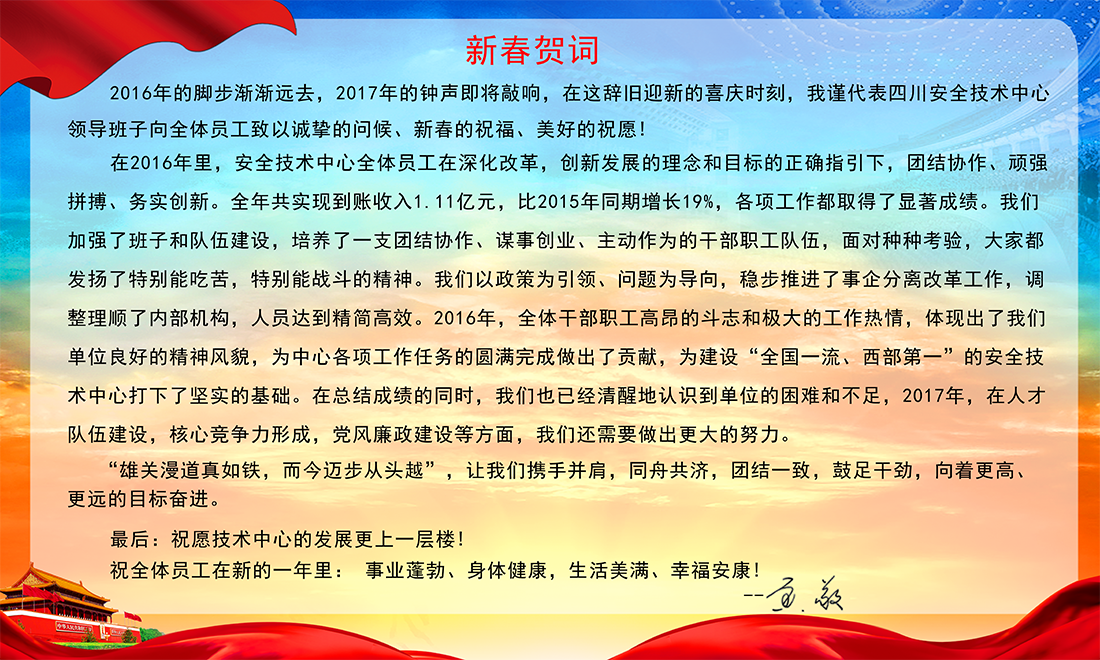 新春贺词
2016年的脚步渐渐远去，2017年的钟声即将敲响，在这辞旧迎新的喜庆时刻，我谨代表四川安全技术中心
领导班子向全体员工致以诚挚的问候、新春的祝福、美好的祝愿！
在2016年里，安全技术中心全体员工在深化改革，创新发展的理念和目标的正确指引下，团结协作、顽强
拼搏、务实创新。全年共实现到账收入1.11亿元，比2015年同期增长19%，各项工作都取得了显著成绩。我们
加强了班子和队伍建设，培养了一支团结协作、谋事创业、主动作为的干部职工队伍，面对种种考验，大家都
发扬了特别能吃苦，特别能战斗的精神。我们以政策为引领、问题为导向，稳步推进了事企分离改革工作，调
整理顺了内部机构，人员达到精简高效。2016年，全体干部职工高昂的斗志和极大的工作热情，体现出了我们
单位良好的精神风貌，为中心各项工作任务的圆满完成做出了贡献，为建设“全国一流、西部第一”的安全技
术中心打下了坚实的基础。在总结成绩的同时，我们也已经清醒地认识到单位的困难和不足，2017年，在人才
队伍建设，核心竞争力形成，党风廉政建设等方面，我们还需要做出更大的努力。
“雄关漫道真如铁，而今迈步从头越”，让我们携手并肩，同舟共济，团结一致，鼓足干劲，向着更高、
更远的目标奋进。
最后：祝愿技术中心的发展更上一层楼！
祝全体员工在新的一年里： 事业蓬勃、身体健康，生活美满、幸福安康！